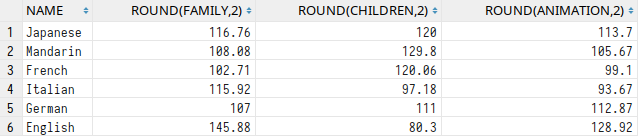 NAME ROUND(FAMILY,2) ROUND(CHILDREN,2) ROUND(ANIMATION,2)
1 Japanese 116.76 120 113.7
2 Mandarin 108.08 129.8 105.67
3 French 102.71 120.06 99.1
4 Italian 115.92 97.18 93.67
5 German 107 111 112.87
6 English 145.88 80.3 128.92